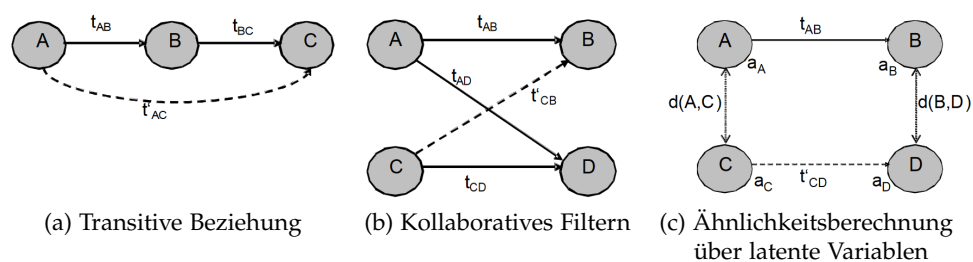 t_AB
t_BC
A
B
C
t'_AC
(a) Transitive Beziehung
t_AB
A
B
t_AD
t'_CB
C
D
t_CD
(b) Kollaboratives Filtern
t_AB
A
B
a_A
a_B
d(A,C)
d(B,D)
C
t'_CD
D
a_C
a_D
(c) Ähnlichkeitsberechnung
über latente Variablen